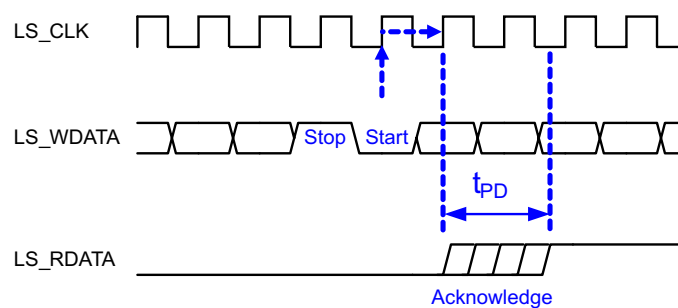 LS_CLK
LS_WDATA
Stop
Start
tPD
LS_RDATA
Acknowledge